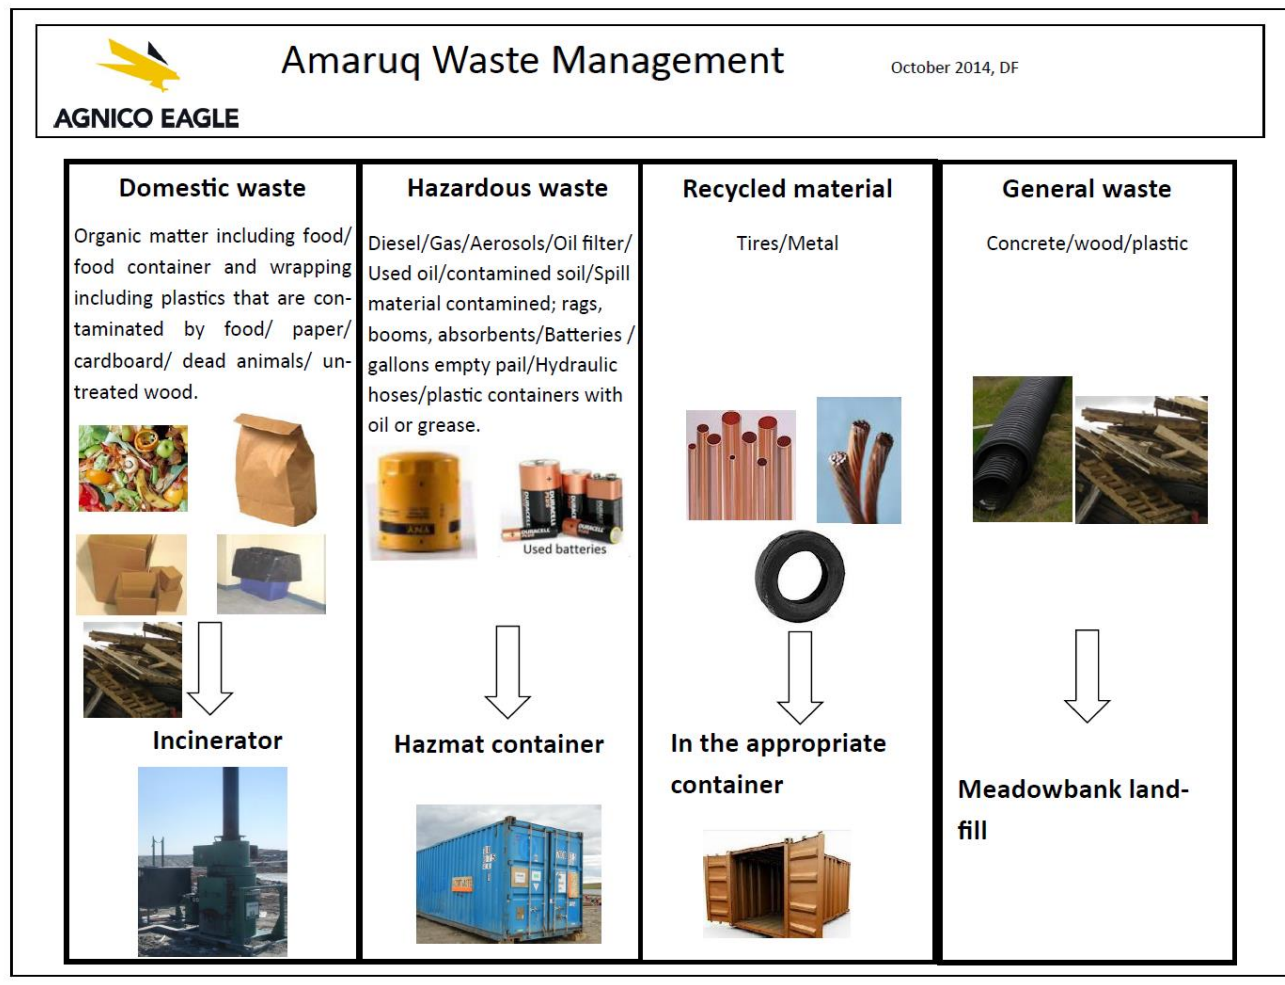 Amaruq Waste Management
October 2014, DF
AGNICO EAGLE
Domestic waste
Organic matter including food/
food container and wrapping
including plastics that are con-
taminated by food/ paper/
cardboard/ dead animals/ un-
treated wood.
Incinerator
Hazardous waste
Diesel/Gas/Aerosols/Oil filter/
Used oil/contamined soil/Spill
material contamined; rags,
booms, absorbents/Batteries /
gallons empty pail/Hydraulic
hoses/plastic containers with
oil or grease.
DURACELL
DURACELL
DURACELL
Used batteries
Hazmat container
Recycled material
Tires/Metal
In the appropriate
container
General waste
Concrete/wood/plastic
Meadowbank land-
fill